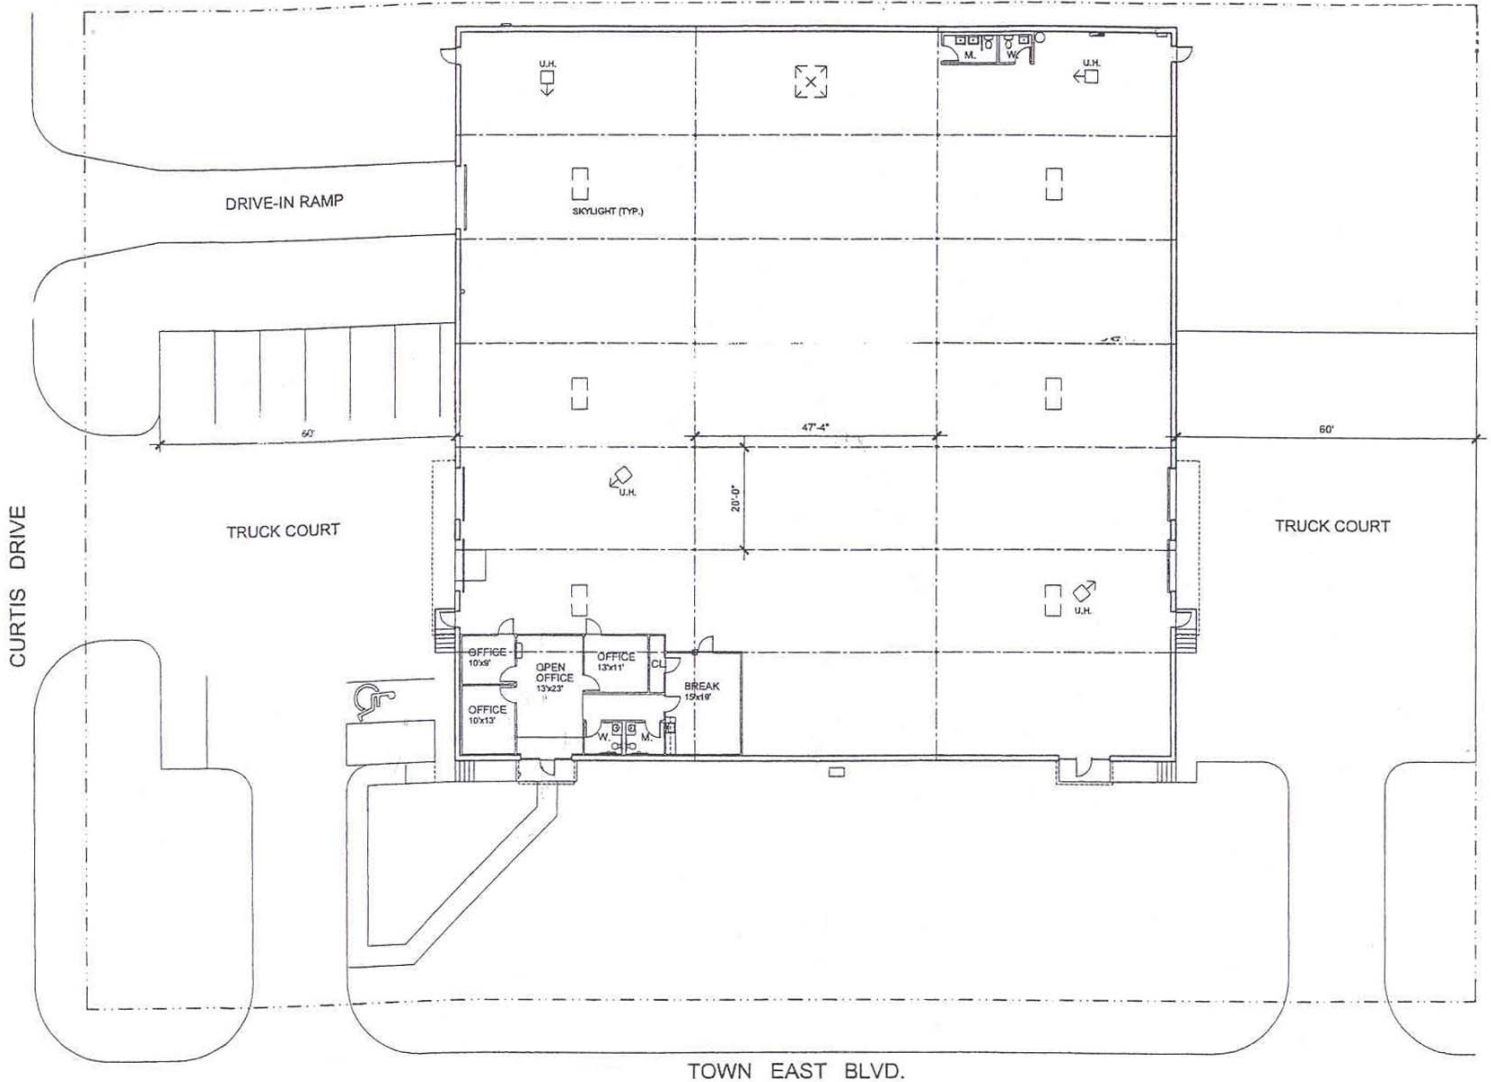 U.H.
M.
W.
U.H.
DRIVE-IN RAMP
SKYLIGHT (TYP.)
60'
47'-4"
60'
20'-0"
U.H.
TRUCK COURT
TRUCK COURT
U.H.
CURTIS DRIVE
OFFICE
10'x9'
OPEN
OFFICE
13'x23'
OFFICE
13'x11'
CL
BREAK
15'x19'
OFFICE
10'x13'
W.
M.
TOWN EAST BLVD.